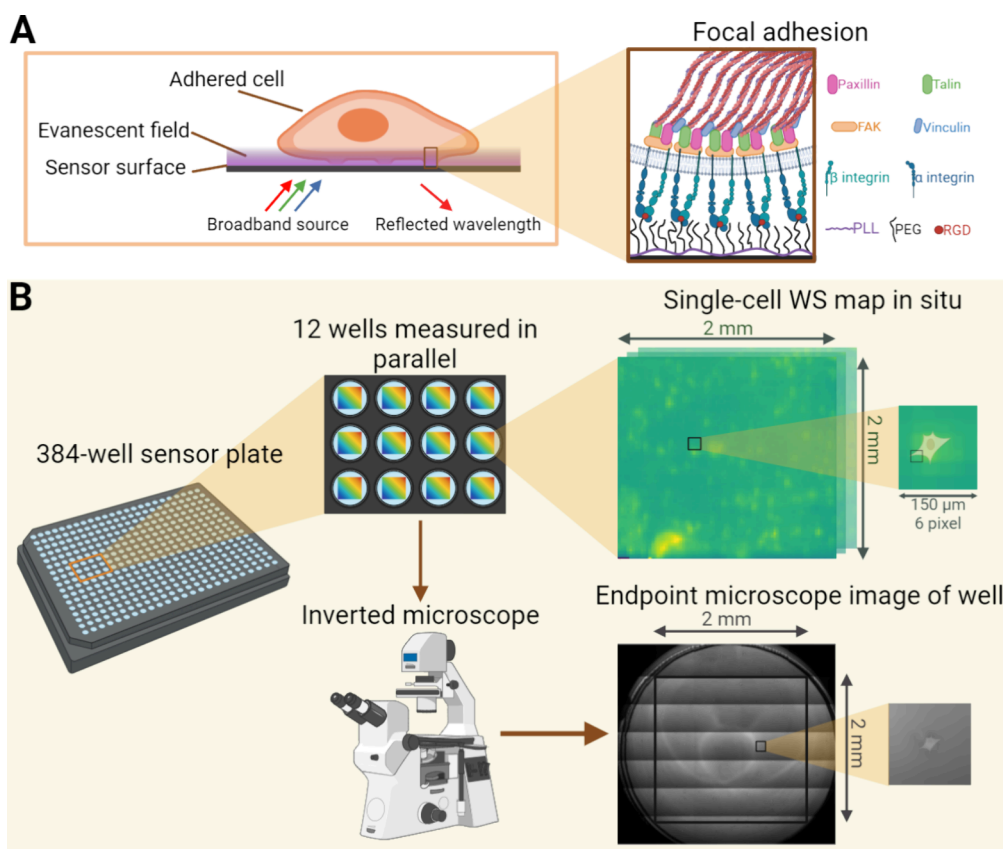 A
Focal adhesion
Adhered cell
Evanescent field
Sensor surface
Broadband source
Reflected wavelength
Paxillin
Talin
FAK
Vinculin
β integrin
α integrin
PLL
PEG
RGD
B
Single-cell WS map in situ
12 wells measured in
parallel
2 mm
2 mm
384-well sensor plate
150 µm
6 pixel
Inverted microscope
Endpoint microscope image of well
2 mm
2 mm